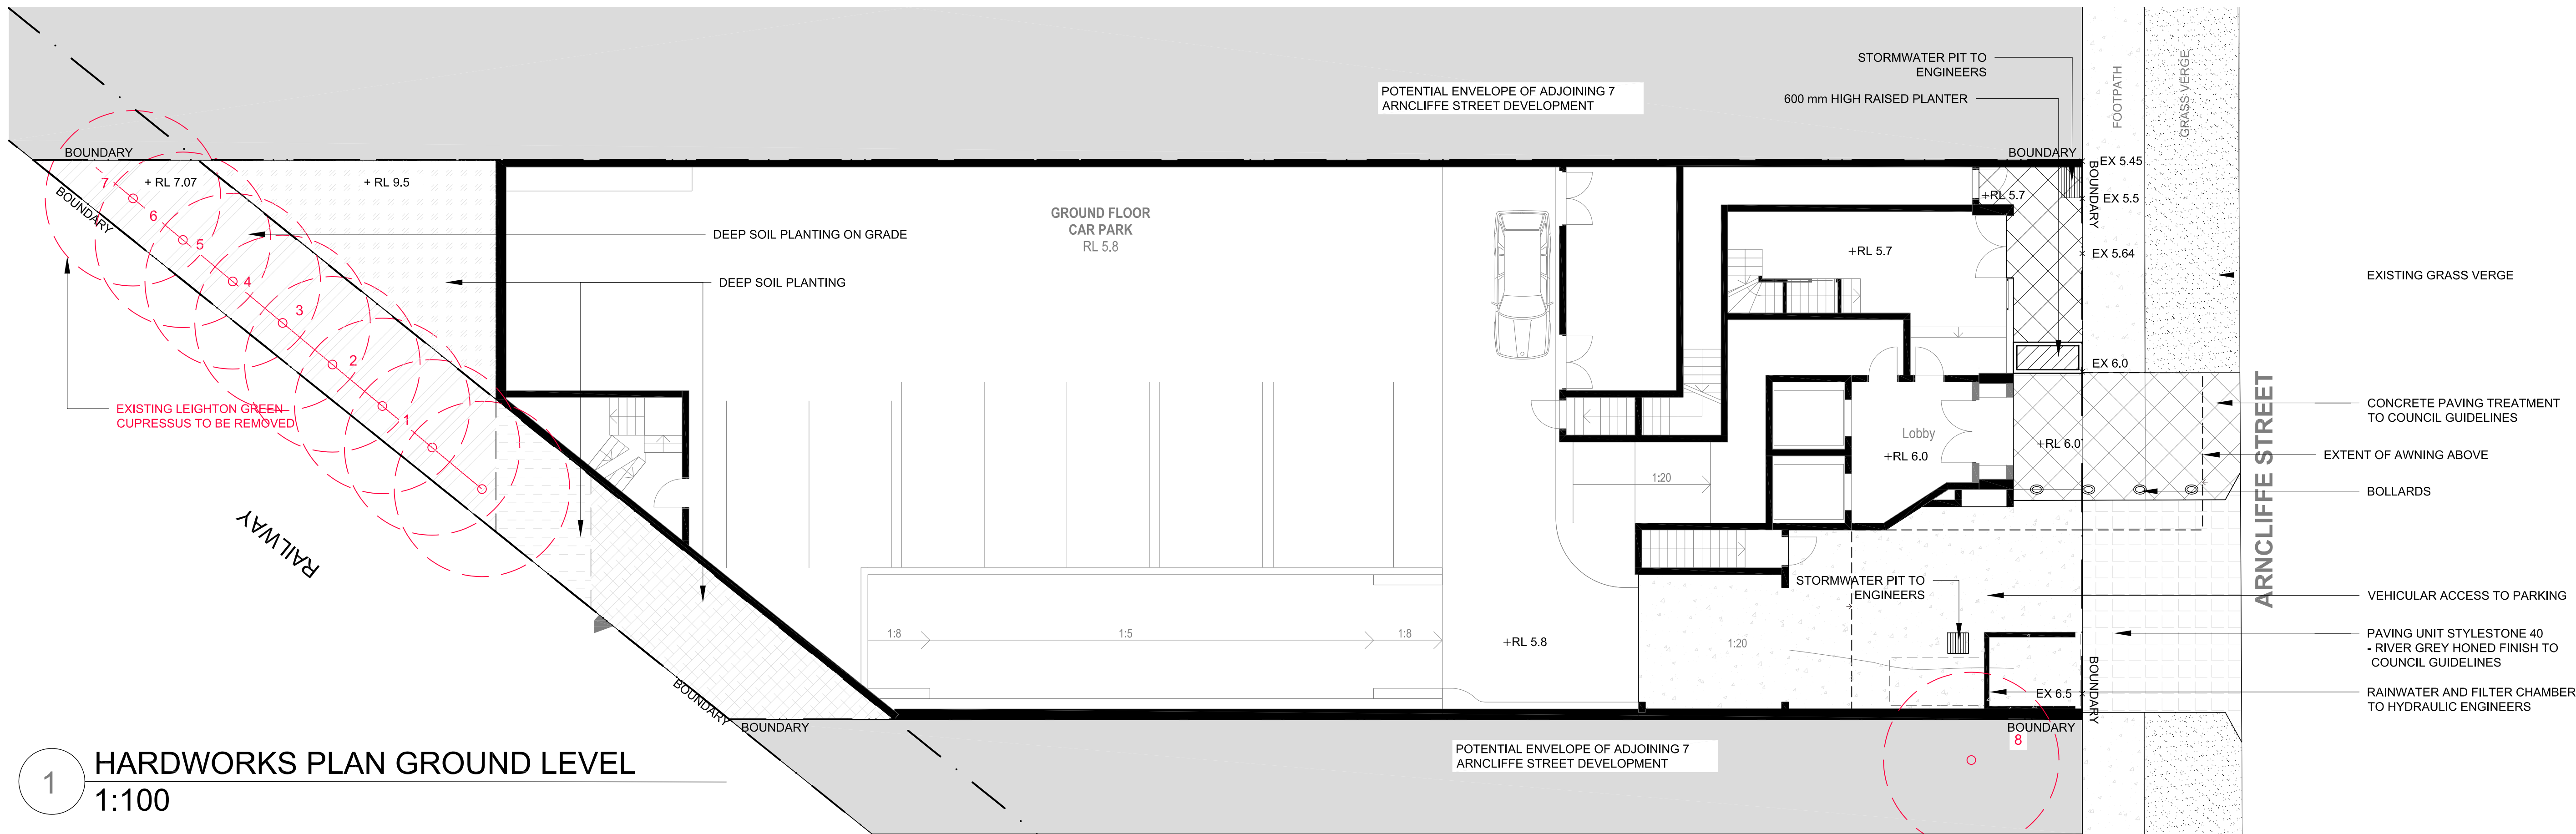 STORMWATER PIT TO
ENGINEERS
600 mm HIGH RAISED PLANTER
POTENTIAL ENVELOPE OF ADJOINING 7
ARNCLIFFE STREET DEVELOPMENT
FOOTPATH
GRASS VERGE
BOUNDARY
BOUNDARY
7
+ RL 7.07
+ RL 9.5
BOUNDARY
6
5
4
3
2
1
DEEP SOIL PLANTING ON GRADE
DEEP SOIL PLANTING
GROUND FLOOR
CAR PARK
RL 5.8
BOUNDARY
EX 5.45
EX 5.5
+RL 5.7
EX 5.64
+RL 5.7
EX 6.0
EXISTING GRASS VERGE
EXISTING LEIGHTON GREEN
CUPRESSUS TO BE REMOVED
CONCRETE PAVING TREATMENT
TO COUNCIL GUIDELINES
Lobby
+RL 6.0
+RL 6.0
EXTENT OF AWNING ABOVE
1:20
BOLLARDS
ARNCLIFFE STREET
RAILWAY
STORMWATER PIT TO
ENGINEERS
VEHICULAR ACCESS TO PARKING
1:8
1:5
1:8
+RL 5.8
1:20
PAVING UNIT STYLESTONE 40
- RIVER GREY HONED FINISH TO
COUNCIL GUIDELINES
EX 6.5
RAINWATER AND FILTER CHAMBER
TO HYDRAULIC ENGINEERS
BOUNDARY
BOUNDARY
BOUNDARY
BOUNDARY
8
POTENTIAL ENVELOPE OF ADJOINING 7
ARNCLIFFE STREET DEVELOPMENT
1
HARDWORKS PLAN GROUND LEVEL
1:100